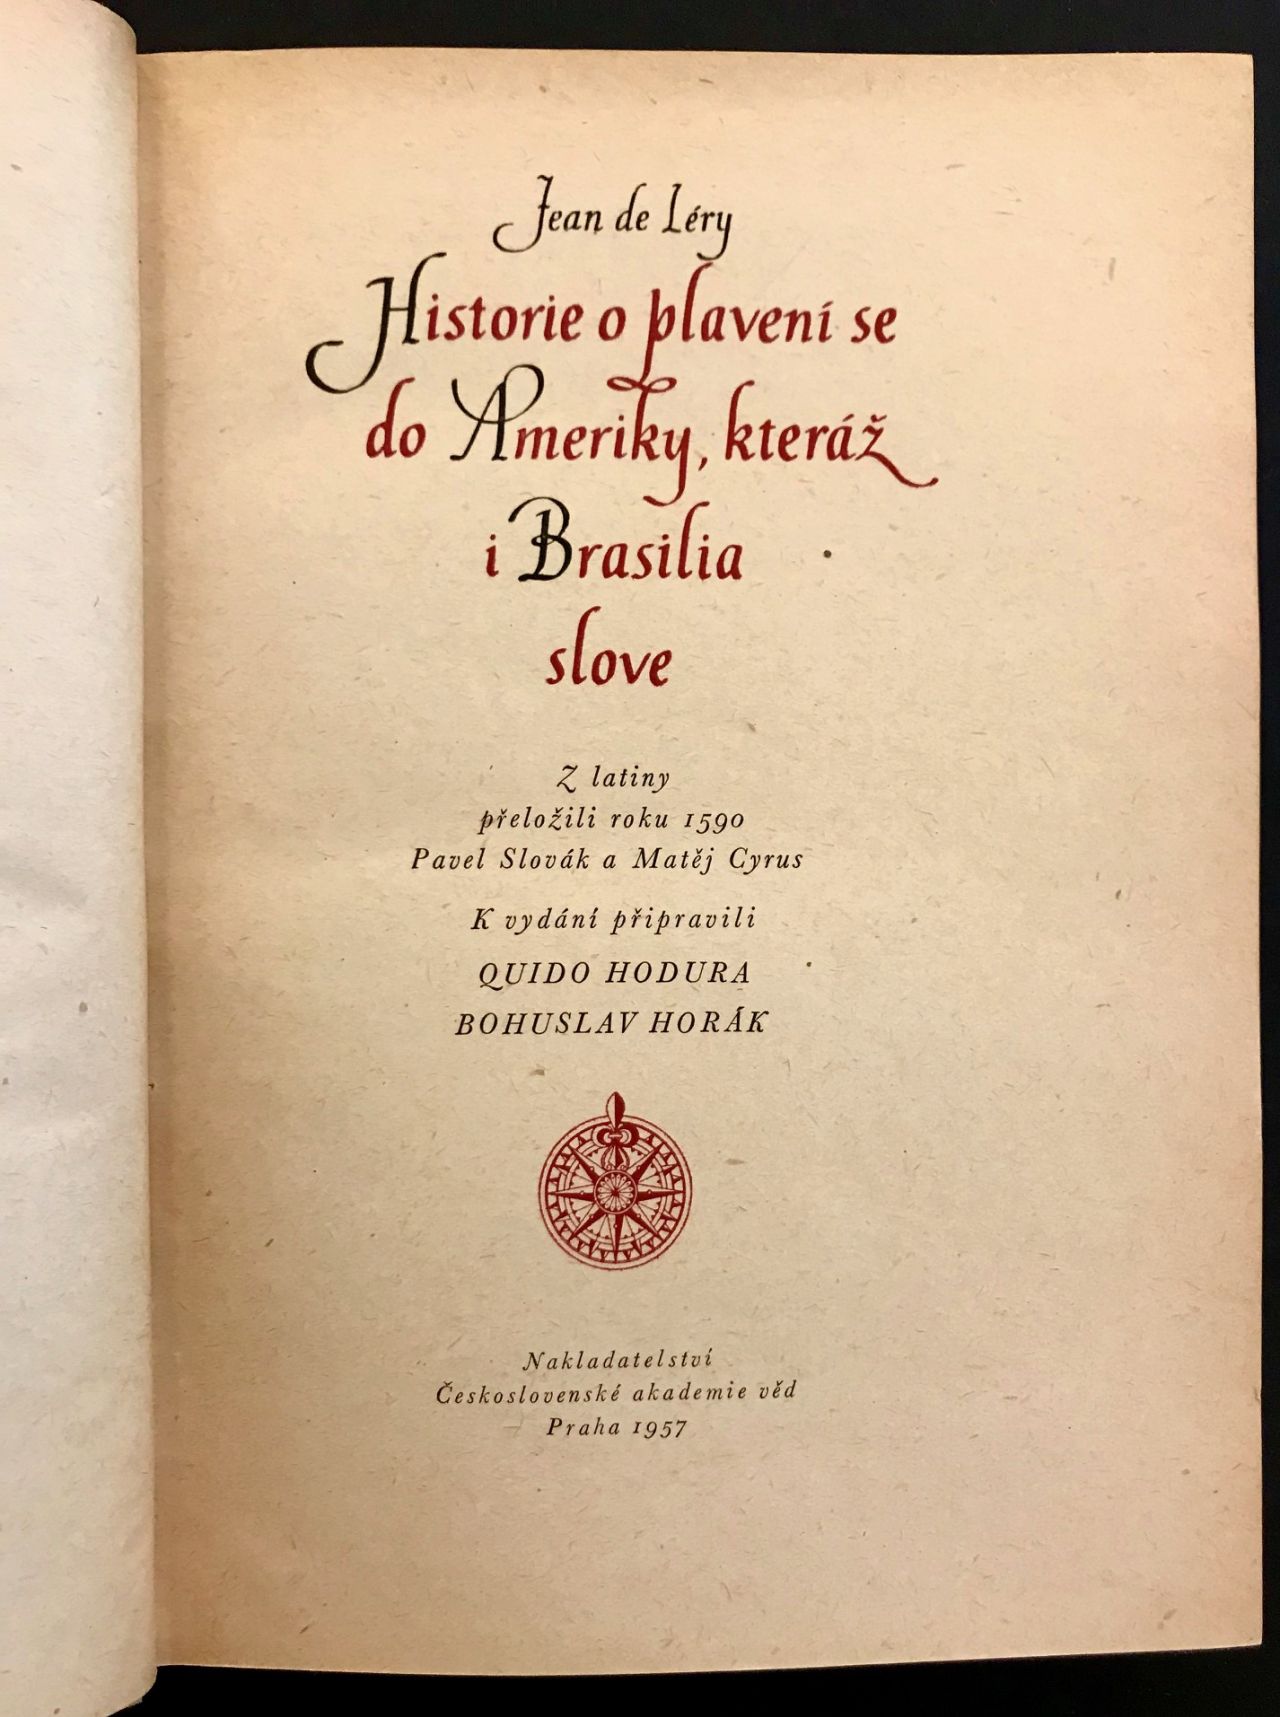 Jean de Léry
Historie o plavení se
do Ameriky, kteráž
i Brasilia
slove
Z latiny
přeložili roku 1590
Pavel Slovák a Matěj Cyrus
K vydání připravili
QUIDO HODURA
BOHUSLAV HORÁK
Nakladatelství
Československé akademie věd
Praha 1957